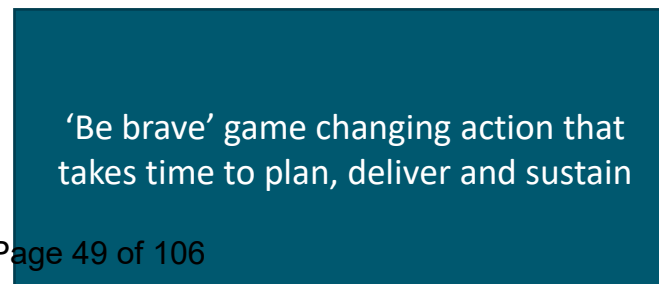 ‘Be brave’ game changing action that
takes time to plan, deliver and sustain
Page 49 of 106